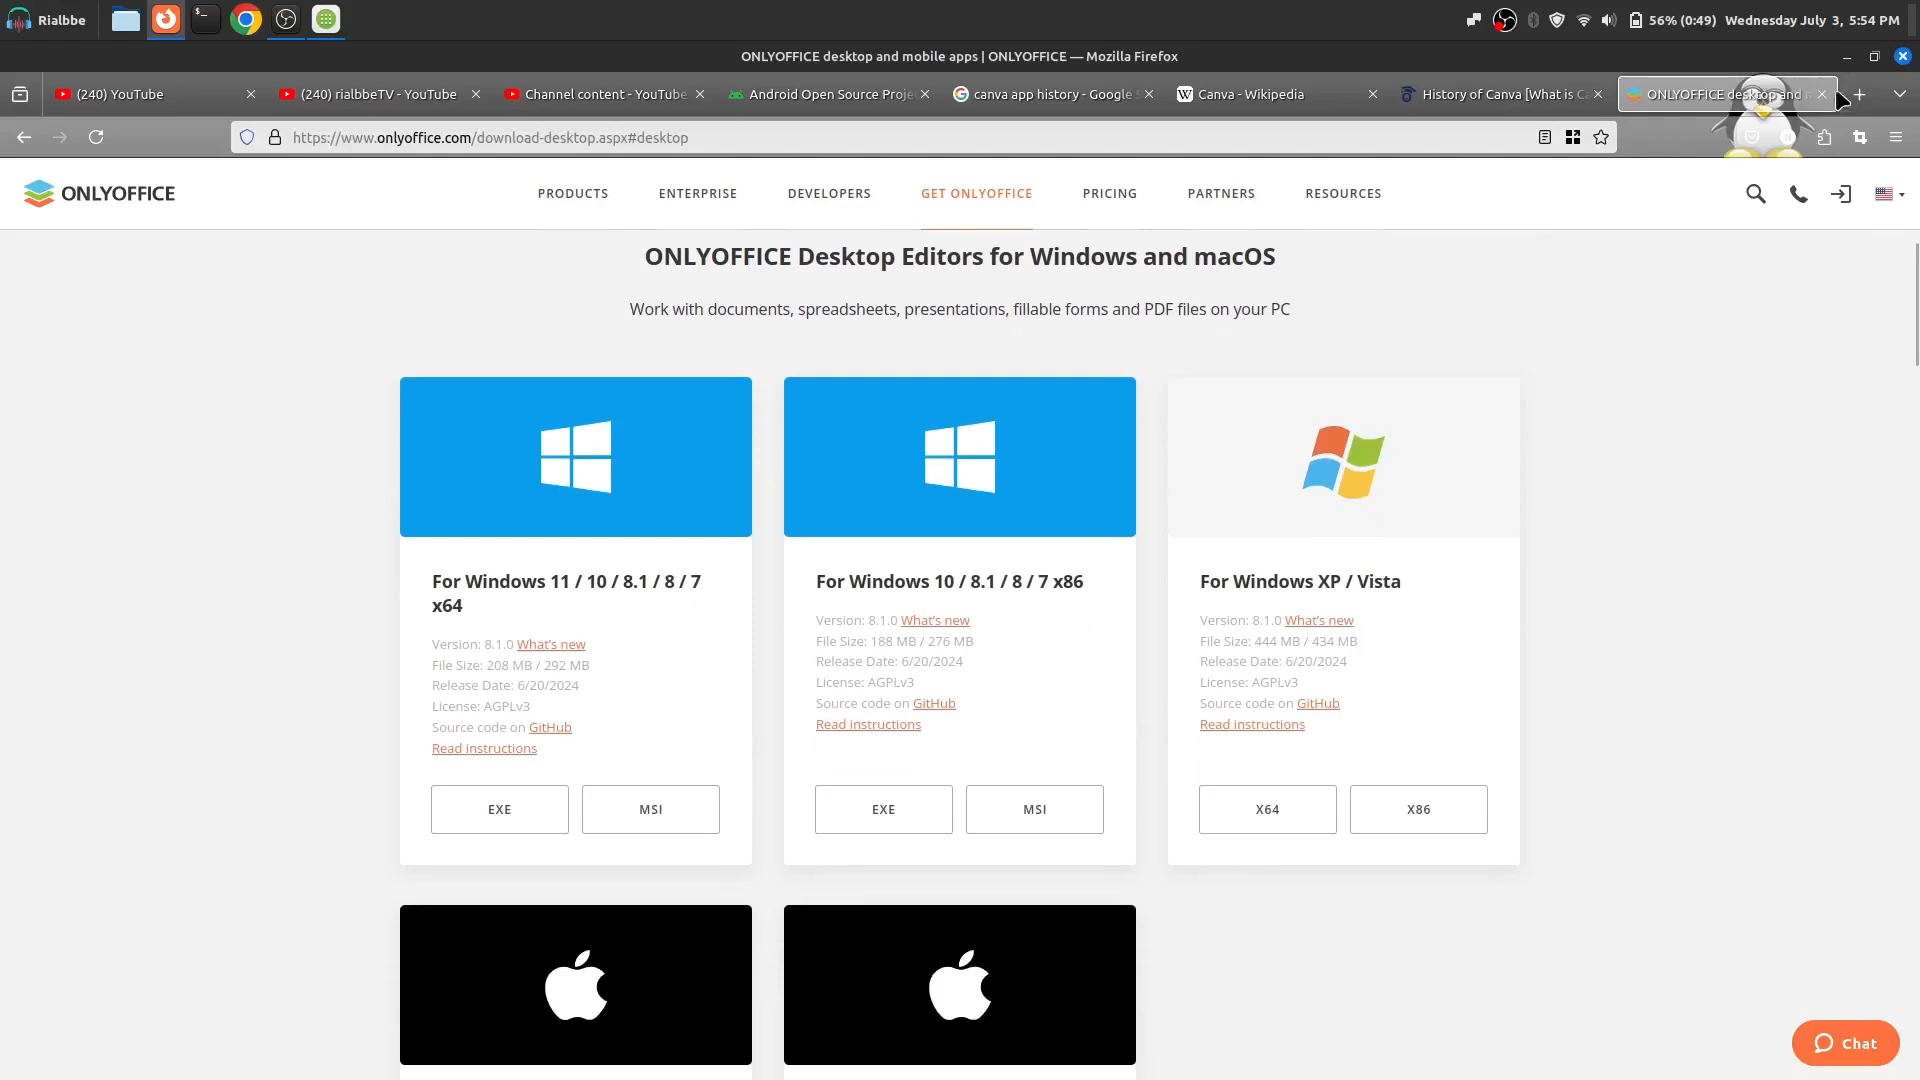 Rialbbe
56% (0:49) Wednesday July 3, 5:54 PM
ONLYOFFICE desktop and mobile apps | ONLYOFFICE — Mozilla Firefox
(240) YouTube
(240) rialbbeTV - YouTube
Channel content - YouTube
Android Open Source Proje
canva app history - Google S
Canva - Wikipedia
History of Canva [What is Ca
ONLYOFFICE desktop and m
https://www.onlyoffice.com/download-desktop.aspx#desktop
ONLYOFFICE
PRODUCTS
ENTERPRISE
DEVELOPERS
GET ONLYOFFICE
PRICING
PARTNERS
RESOURCES
ONLYOFFICE Desktop Editors for Windows and macOS
Work with documents, spreadsheets, presentations, fillable forms and PDF files on your PC
For Windows 11 / 10 / 8.1 / 8 / 7
x64
Version: 8.1.0 What's new
File Size: 208 MB / 292 MB
Release Date: 6/20/2024
License: AGPLv3
Source code on GitHub
Read instructions
EXE
MSI
For Windows 10 / 8.1 / 8 / 7 x86
Version: 8.1.0 What's new
File Size: 188 MB / 276 MB
Release Date: 6/20/2024
License: AGPLv3
Source code on GitHub
Read instructions
EXE
MSI
For Windows XP / Vista
Version: 8.1.0 What's new
File Size: 444 MB / 434 MB
Release Date: 6/20/2024
License: AGPLv3
Source code on GitHub
Read instructions
X64
X86
Chat